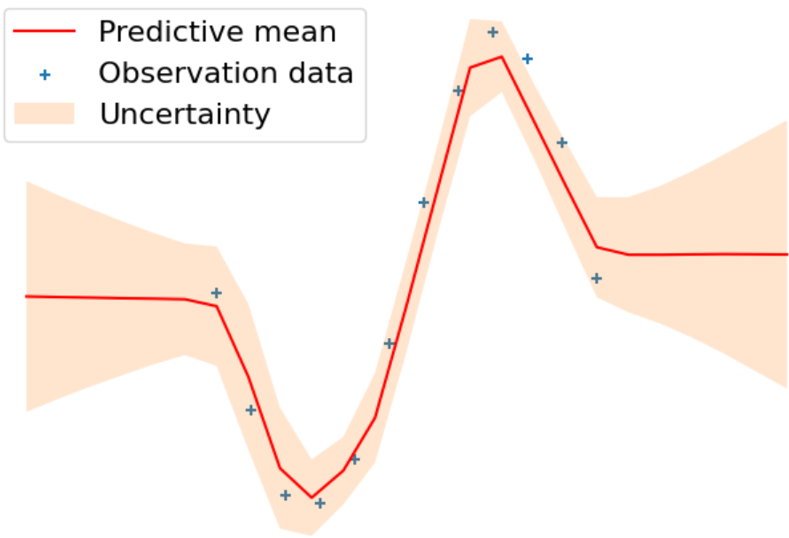 Predictive mean
Observation data
Uncertainty